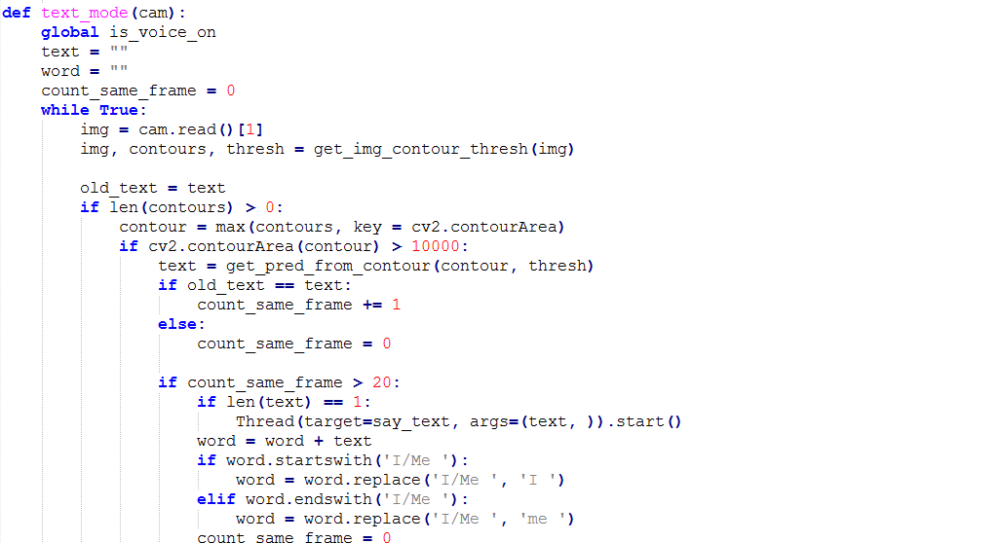 def text_mode(cam):
    global is_voice_on
    text = ""
    word = ""
    count_same_frame = 0
    while True:
        img = cam.read()[1]
        img, contours, thresh = get_img_contour_thresh(img)

        old_text = text
        if len(contours) > 0:
            contour = max(contours, key = cv2.contourArea)
            if cv2.contourArea(contour) > 10000:
                text = get_pred_from_contour(contour, thresh)
                if old_text == text:
                    count_same_frame += 1
                else:
                    count_same_frame = 0

                if count_same_frame > 20:
                    if len(text) == 1:
                        Thread(target=say_text, args=(text, )).start()
                    word = word + text
                    if word.startswith('I/Me '):
                        word = word.replace('I/Me ', 'I ')
                    elif word.endswith('I/Me '):
                        word = word.replace('I/Me ', 'me ')
                    count_same_frame = 0